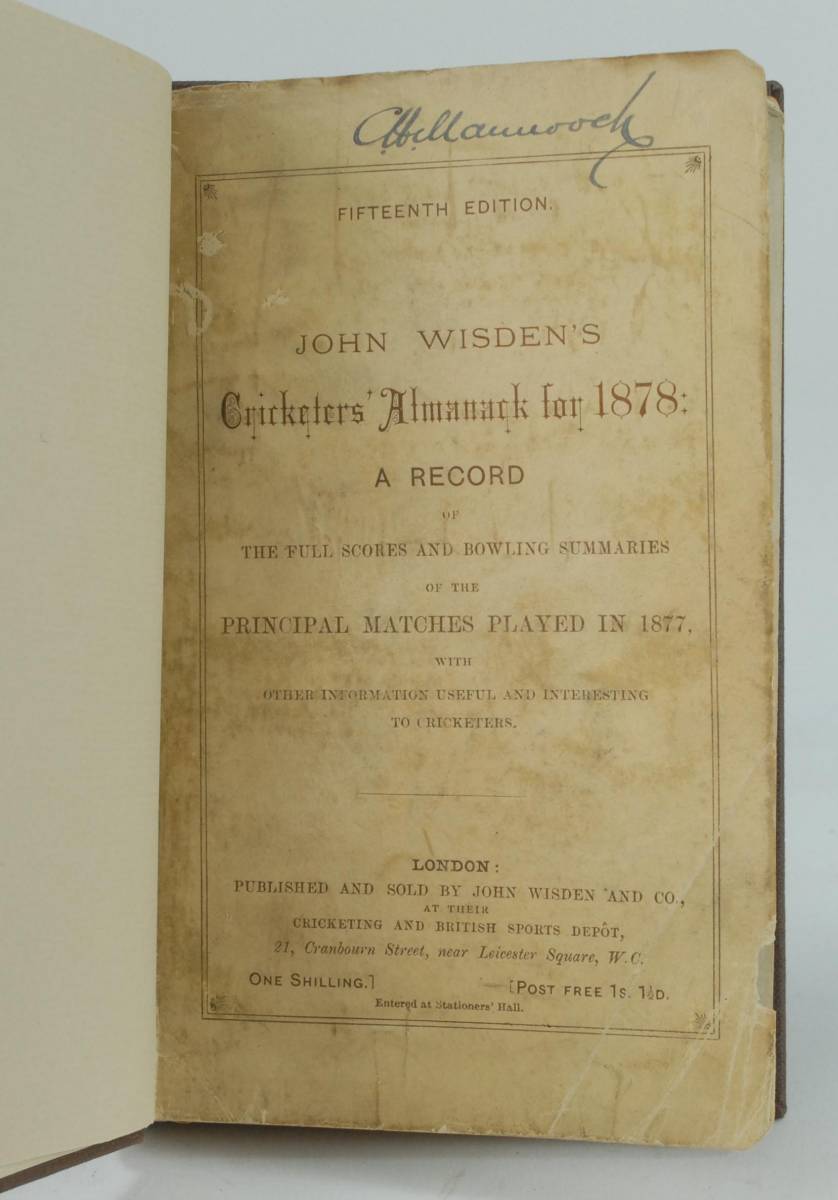 FIFTEENTH EDITION.
JOHN WISDEN'S
Cricketers' Almanack for 1878:
A RECORD
OF
THE FULL SCORES AND BOWLING SUMMARIES
OF THE
PRINCIPAL MATCHES PLAYED IN 1877,
WITH
OTHER INFORMATION USEFUL AND INTERESTING
TO CRICKETERS.
LONDON:
PUBLISHED AND SOLD BY JOHN WISDEN AND CO.,
AT THEIR
CRICKETING AND BRITISH SPORTS DEPÔT,
21, Cranbourn Street, near Leicester Square, W.C.
ONE SHILLING.] [POST FREE 1S. 1½D.
Entered at Stationers' Hall.